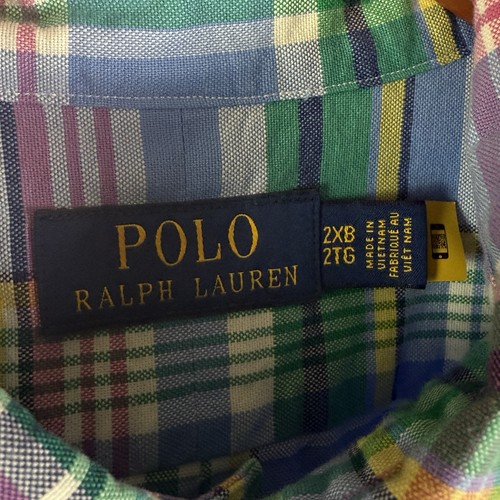 POLO
RALPH LAUREN
2XB
2TG
MADE IN
VIETNAM
FABRIQUÉ AU
VIÊT NAM